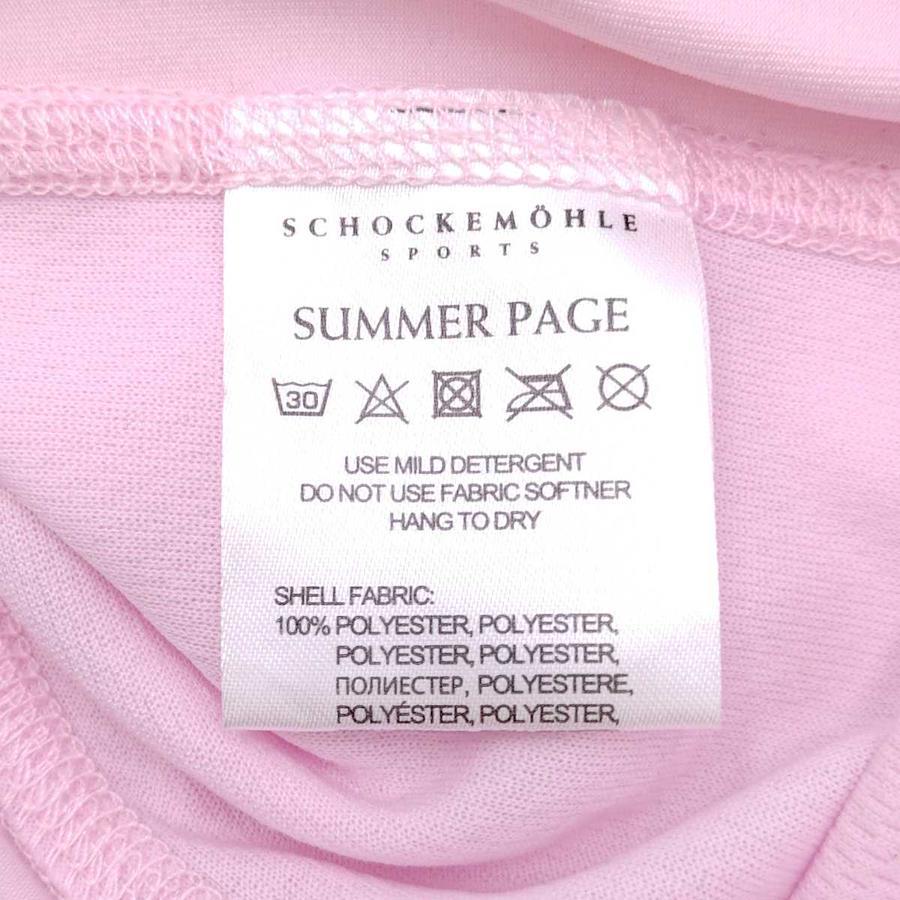 SCHOCKEMÖHLE
SPORTS
SUMMER PAGE
30
USE MILD DETERGENT
DO NOT USE FABRIC SOFTNER
HANG TO DRY
SHELL FABRIC:
100% POLYESTER, POLYESTER,
POLYESTER, POLYESTER,
ПОЛИЕСТЕР, POLYESTERE,
POLYÉSTER, POLYESTER,